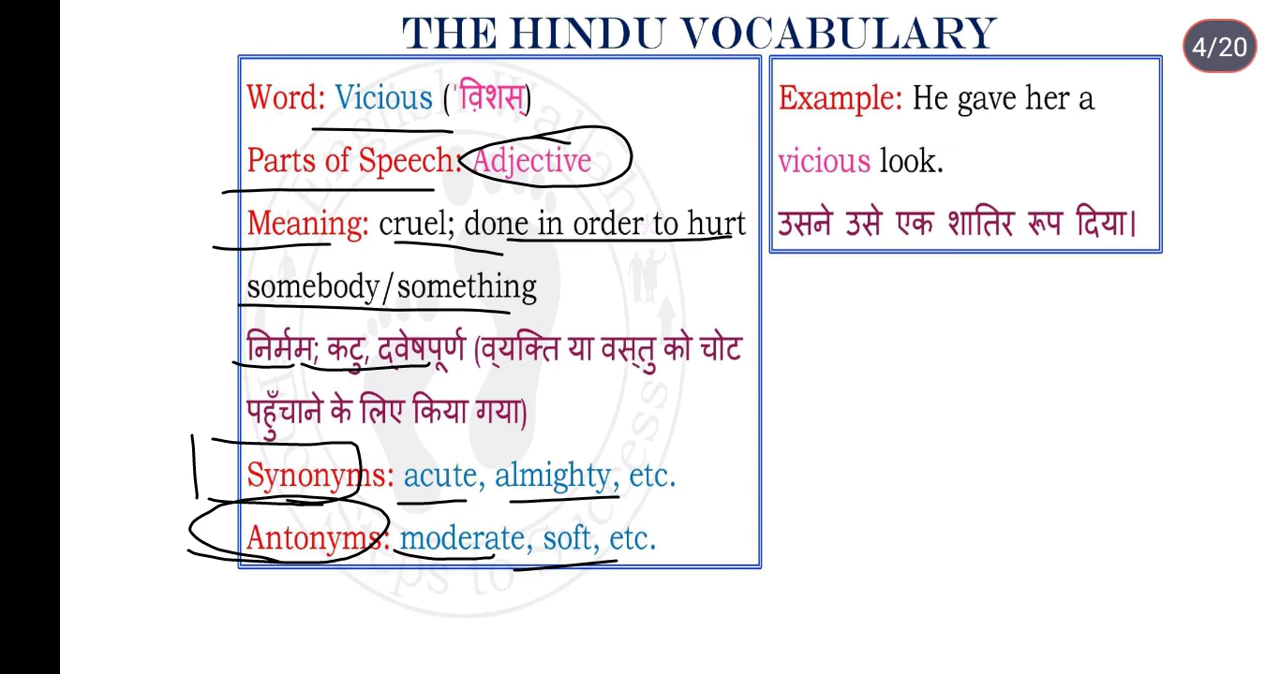 THE HINDU VOCABULARY
4/20
Word: Vicious (ˈव़िशस्)
Parts of Speech: Adjective
Meaning: cruel; done in order to hurt
somebody/something
निर्मम; कटु, द्‌वेषपूर्ण (व्‌यक्ति या वस्‌तु को चोट
पहुँचाने के लिए किया गया)
Synonyms: acute, almighty, etc.
Antonyms: moderate, soft, etc.
Example: He gave her a
vicious look.
उसने उसे एक शातिर रूप दिया।